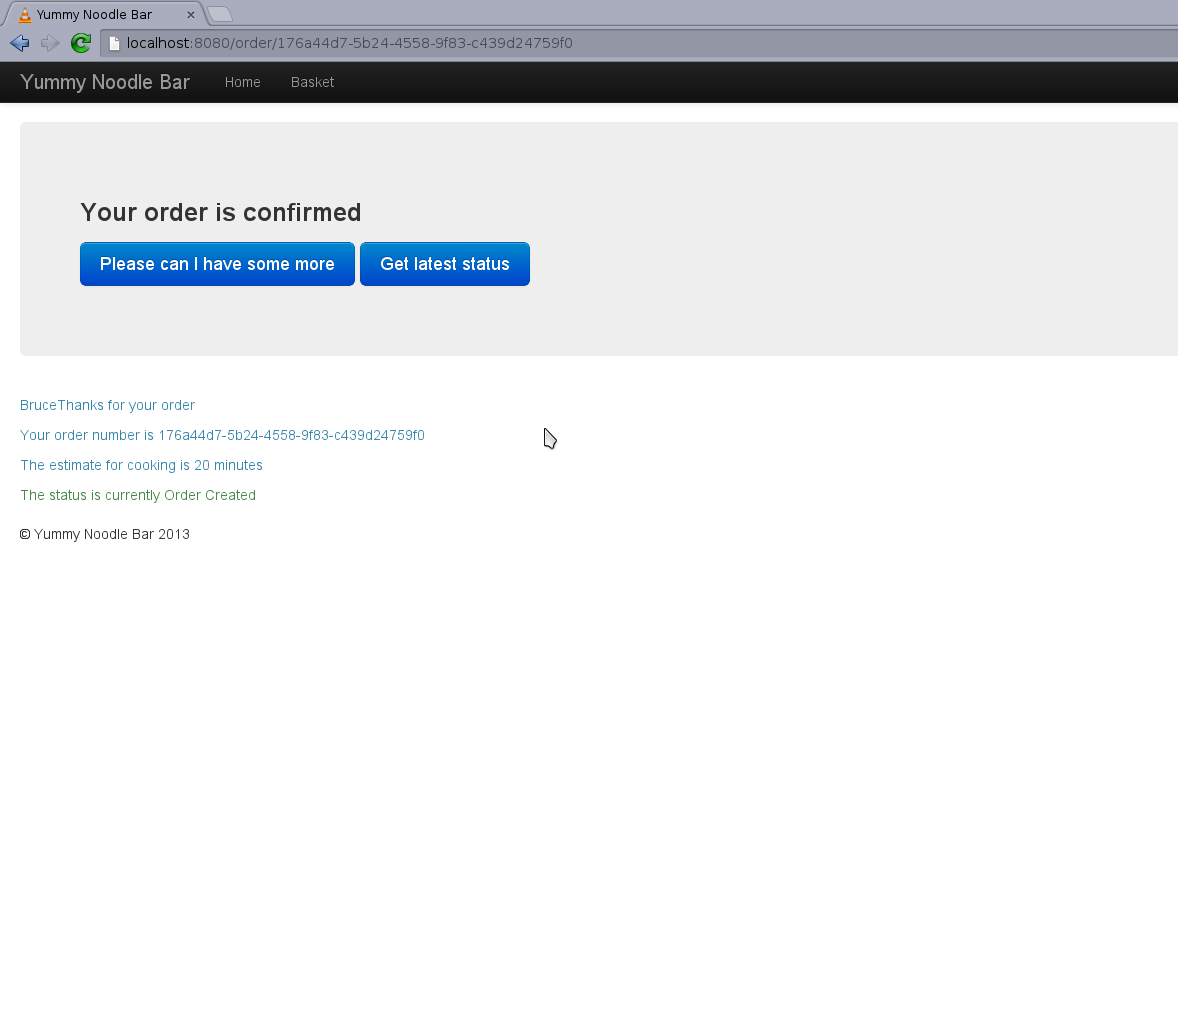 Yummy Noodle Bar
localhost:8080/order/176a44d7-5b24-4558-9f83-c439d24759f0
Yummy Noodle Bar Home Basket
Your order is confirmed
Please can I have some more Get latest status
BruceThanks for your order
Your order number is 176a44d7-5b24-4558-9f83-c439d24759f0
The estimate for cooking is 20 minutes
The status is currently Order Created
© Yummy Noodle Bar 2013